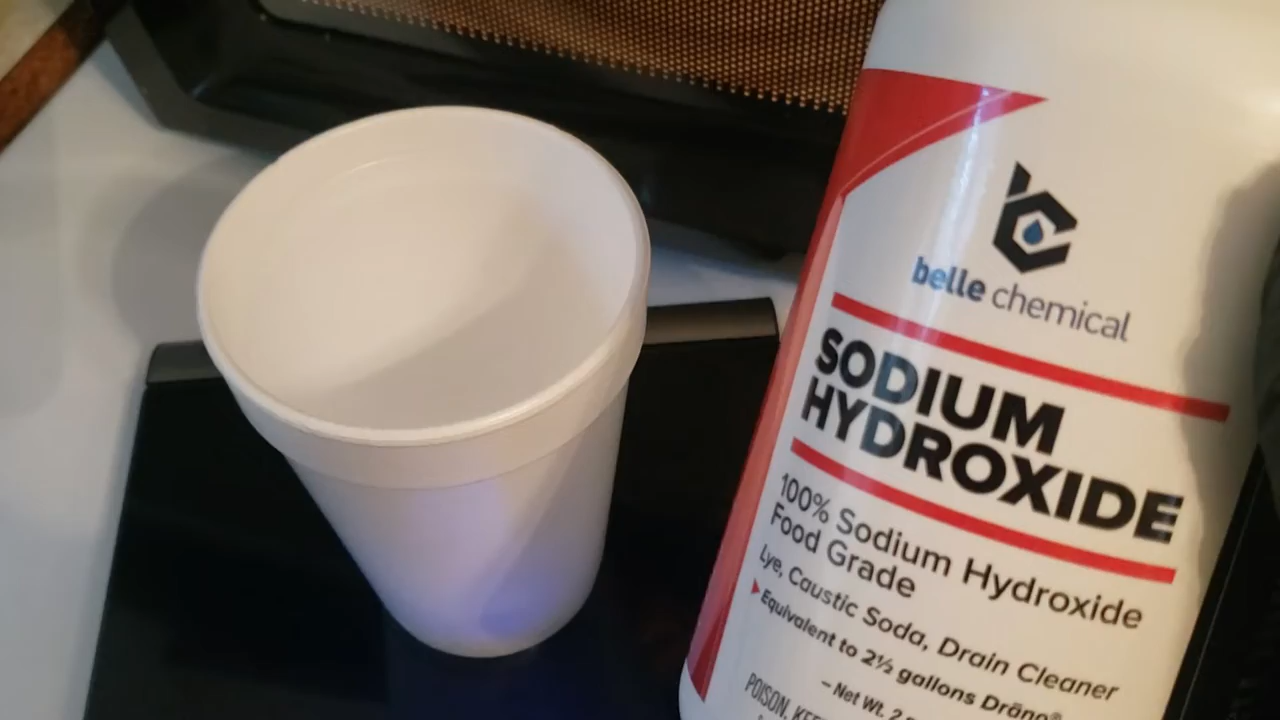 belle chemical
SODIUM
HYDROXIDE
100% Sodium Hydroxide
Food Grade
Lye, Caustic Soda, Drain Cleaner
Equivalent to 2½ gallons Drāno®
– Net Wt. 2
POISON, KEE